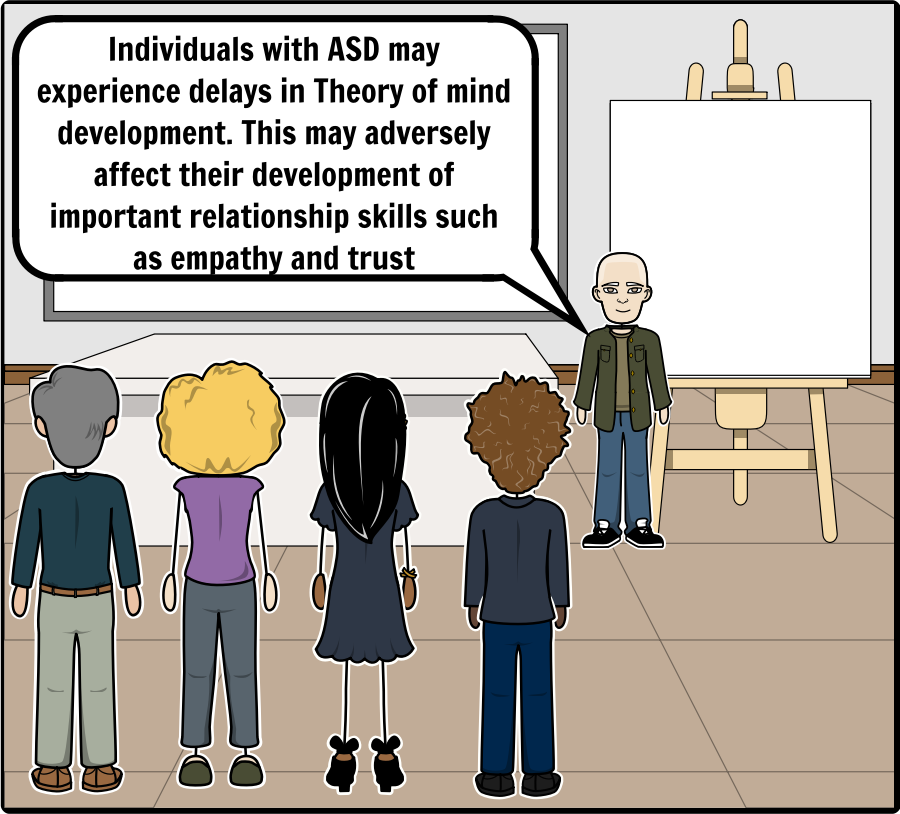 Individuals with ASD may
experience delays in Theory of mind
development. This may adversely
affect their development of
important relationship skills such
as empathy and trust